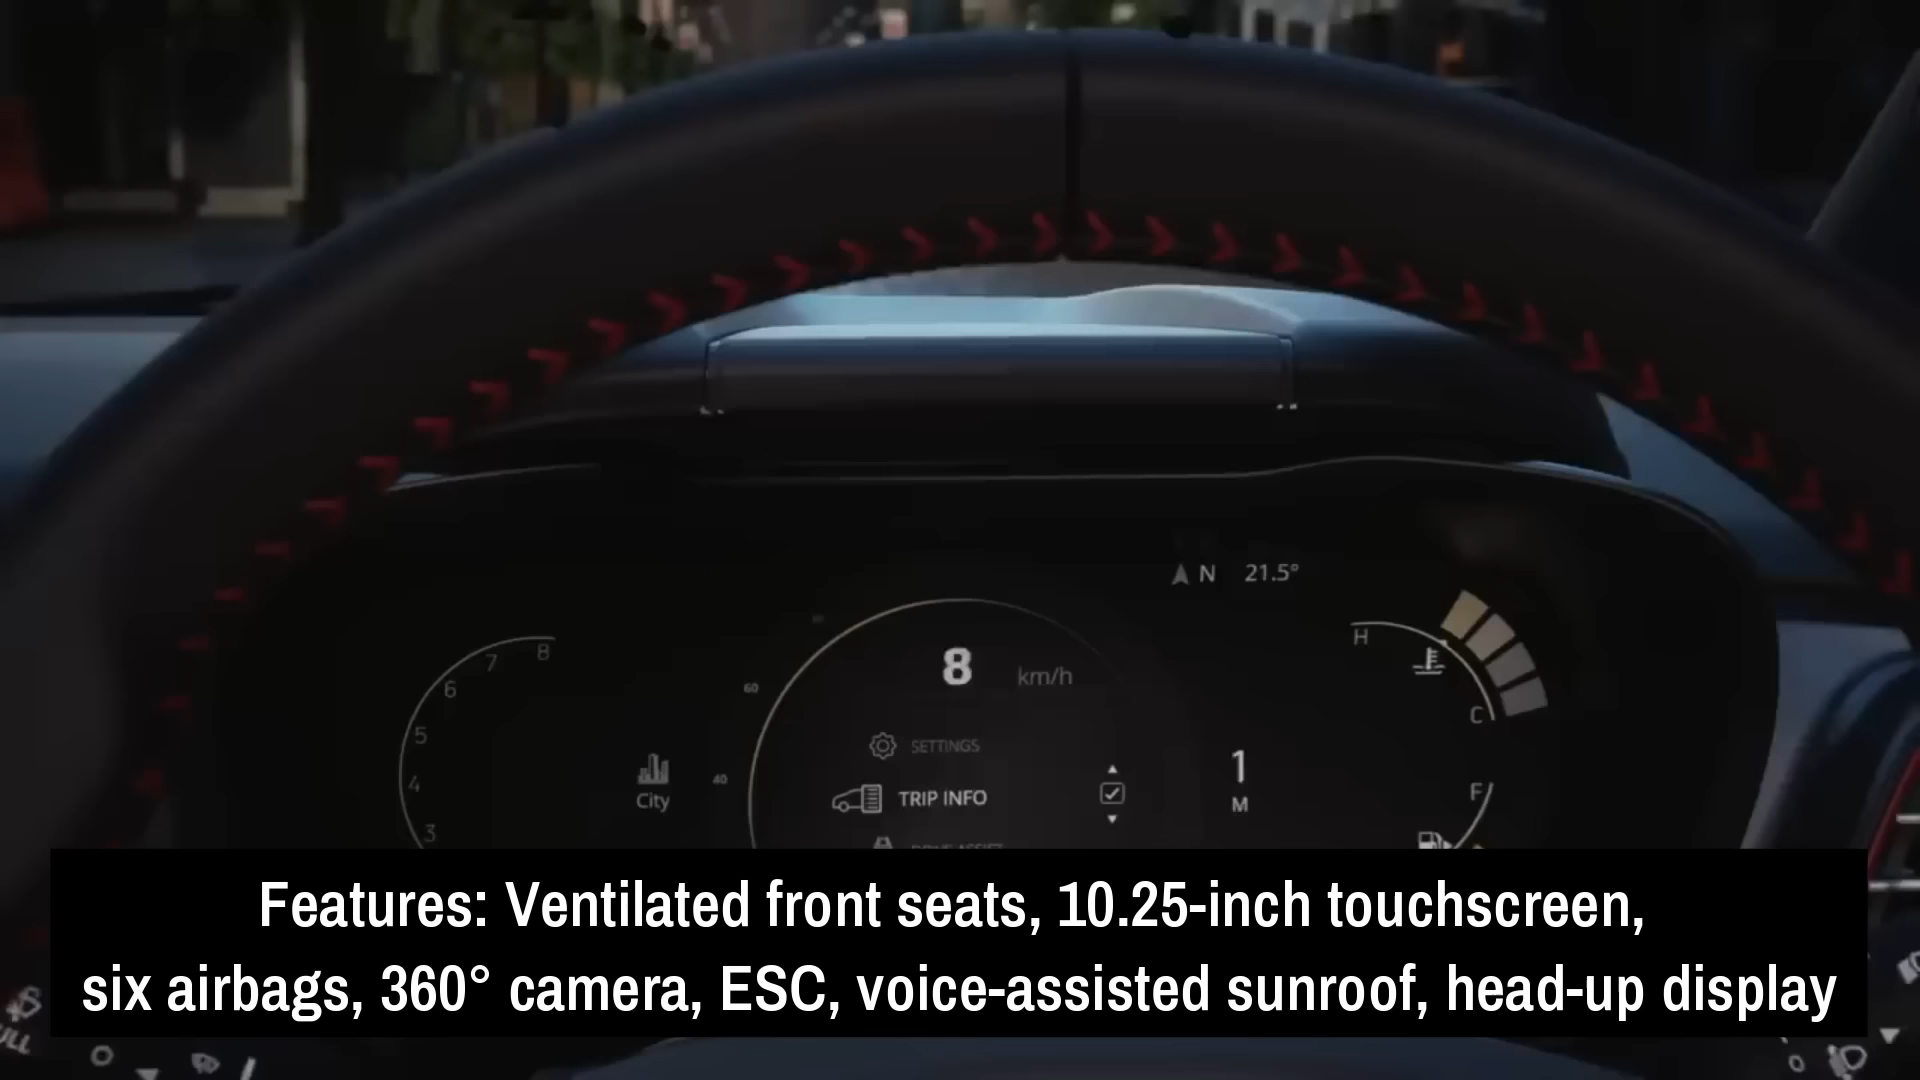 N 21.5°
8 km/h
H
8
7
6
5
4
3
60
40
C
SETTINGS
City
TRIP INFO
1
M
F
Features: Ventilated front seats, 10.25-inch touchscreen,
six airbags, 360° camera, ESC, voice-assisted sunroof, head-up display